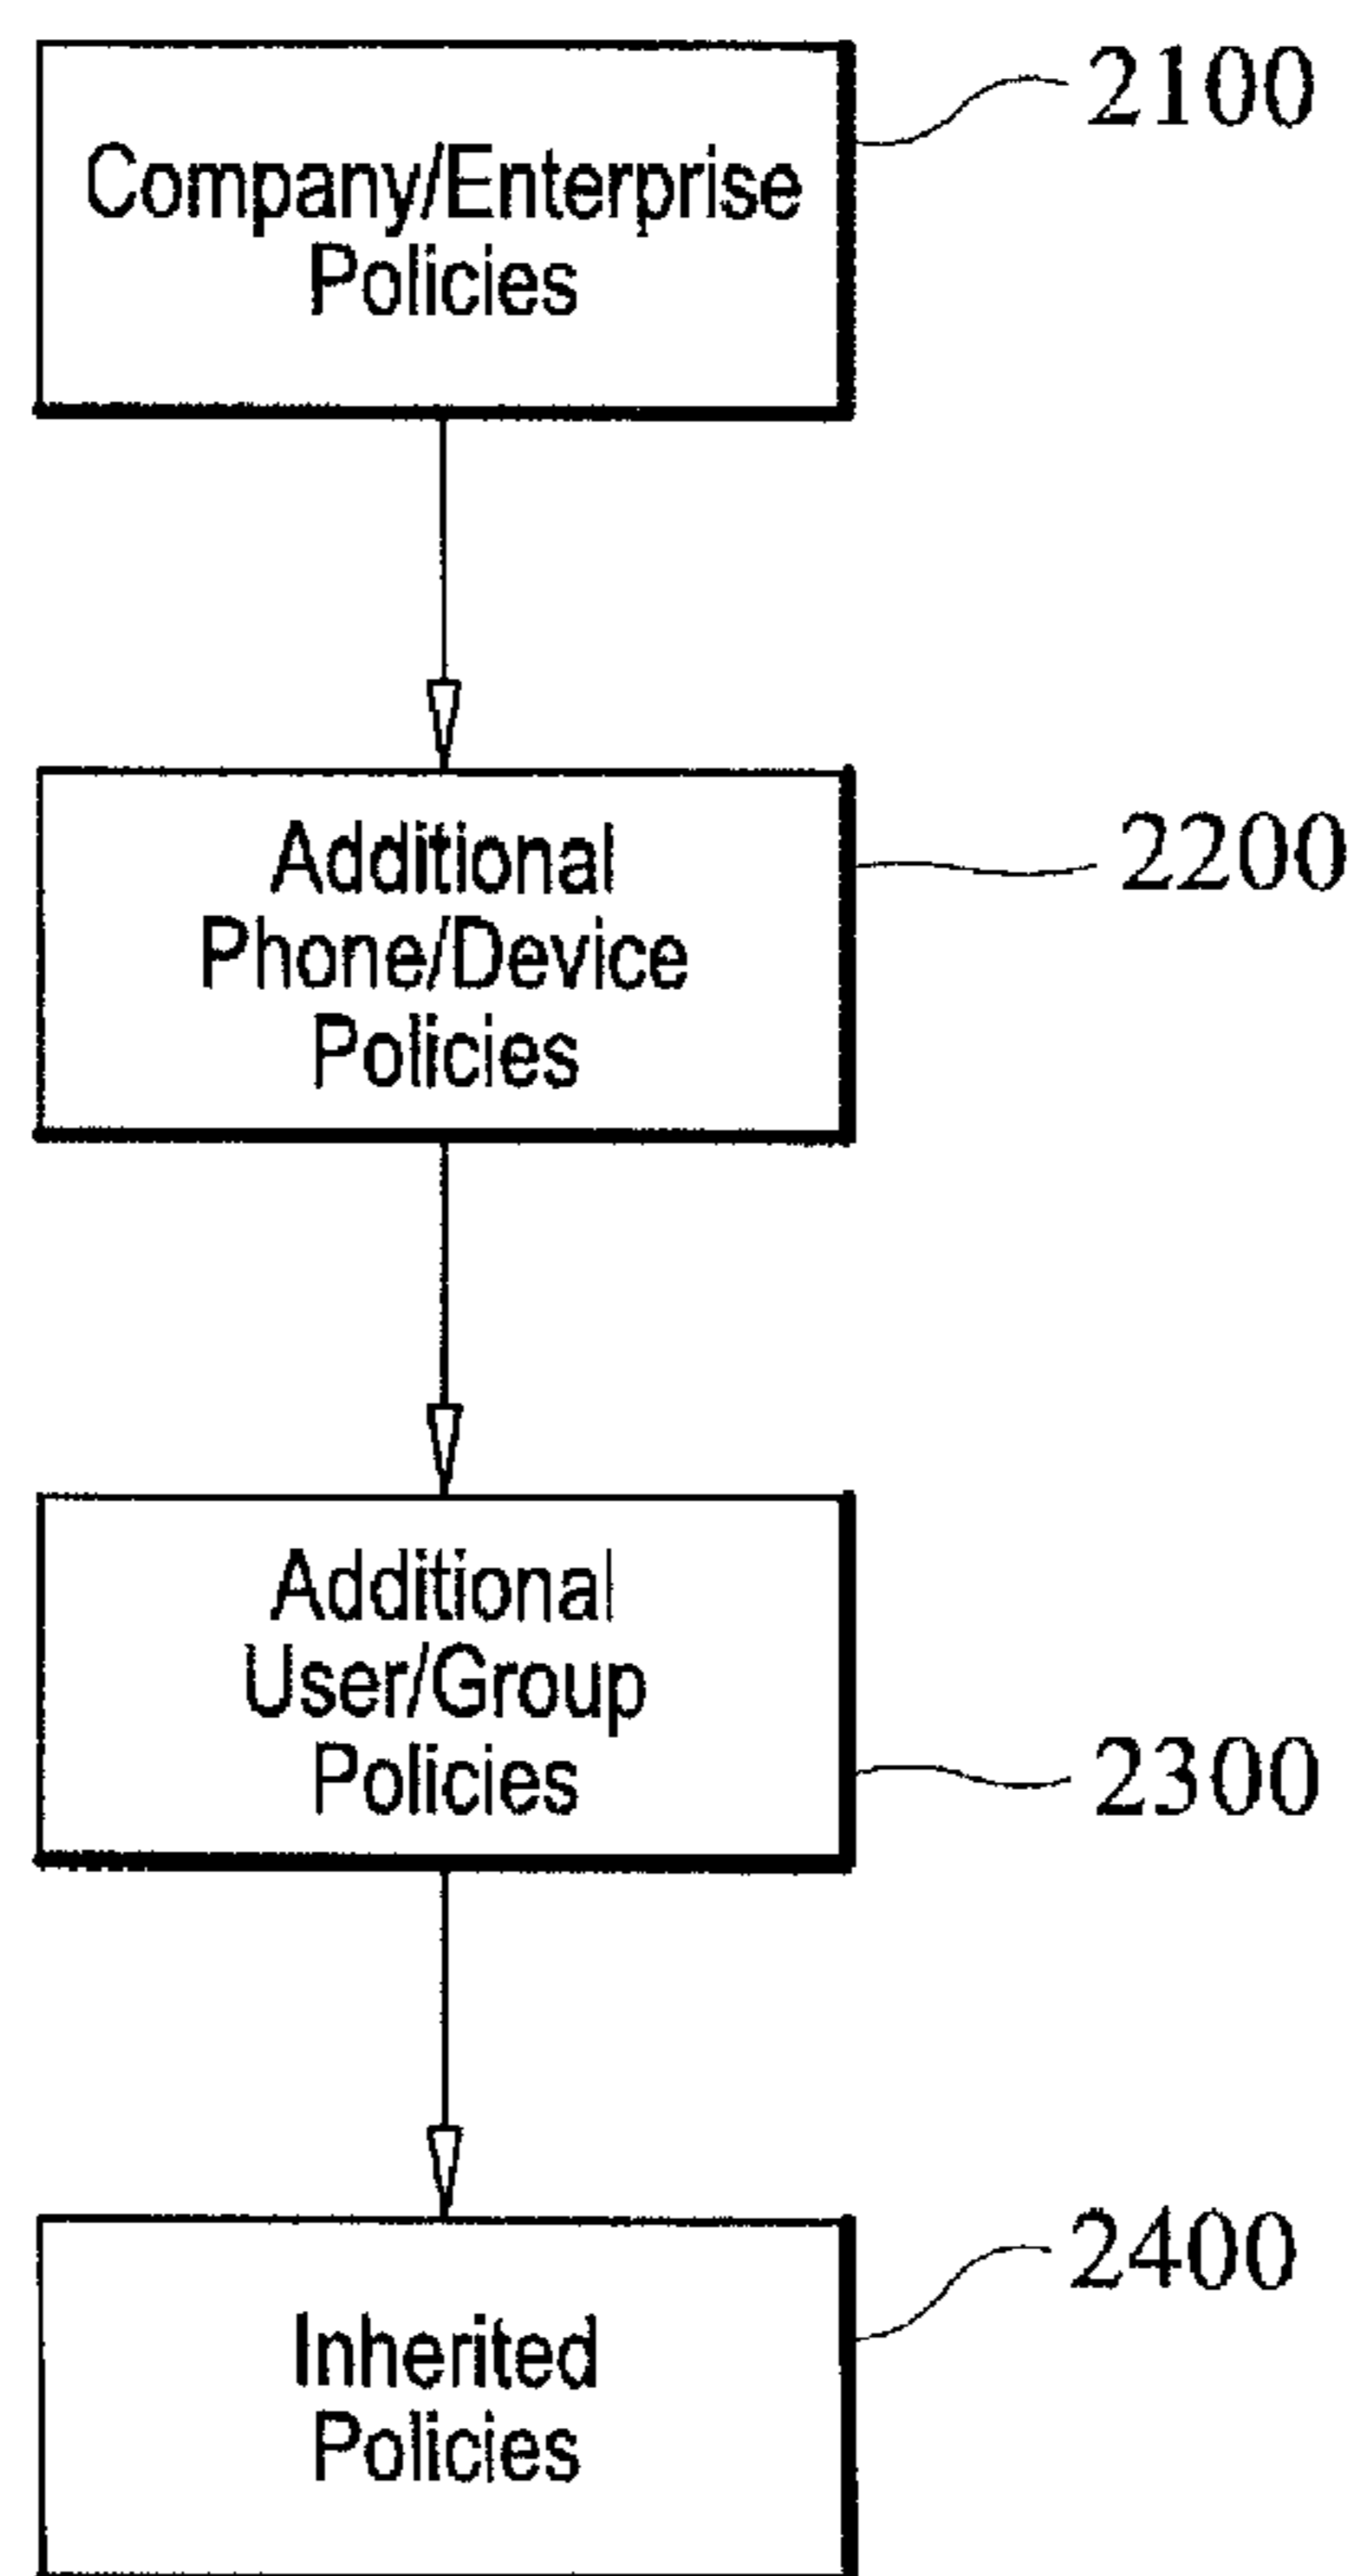 Company/Enterprise
Policies
2100
Additional
Phone/Device
Policies
2200
Additional
User/Group
Policies
2300
Inherited
Policies
2400